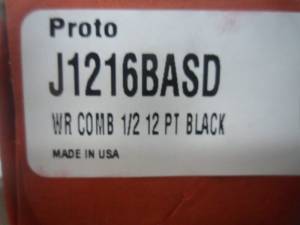 Proto
J1216BASD
WR COMB 1/2 12 PT BLACK
MADE IN USA